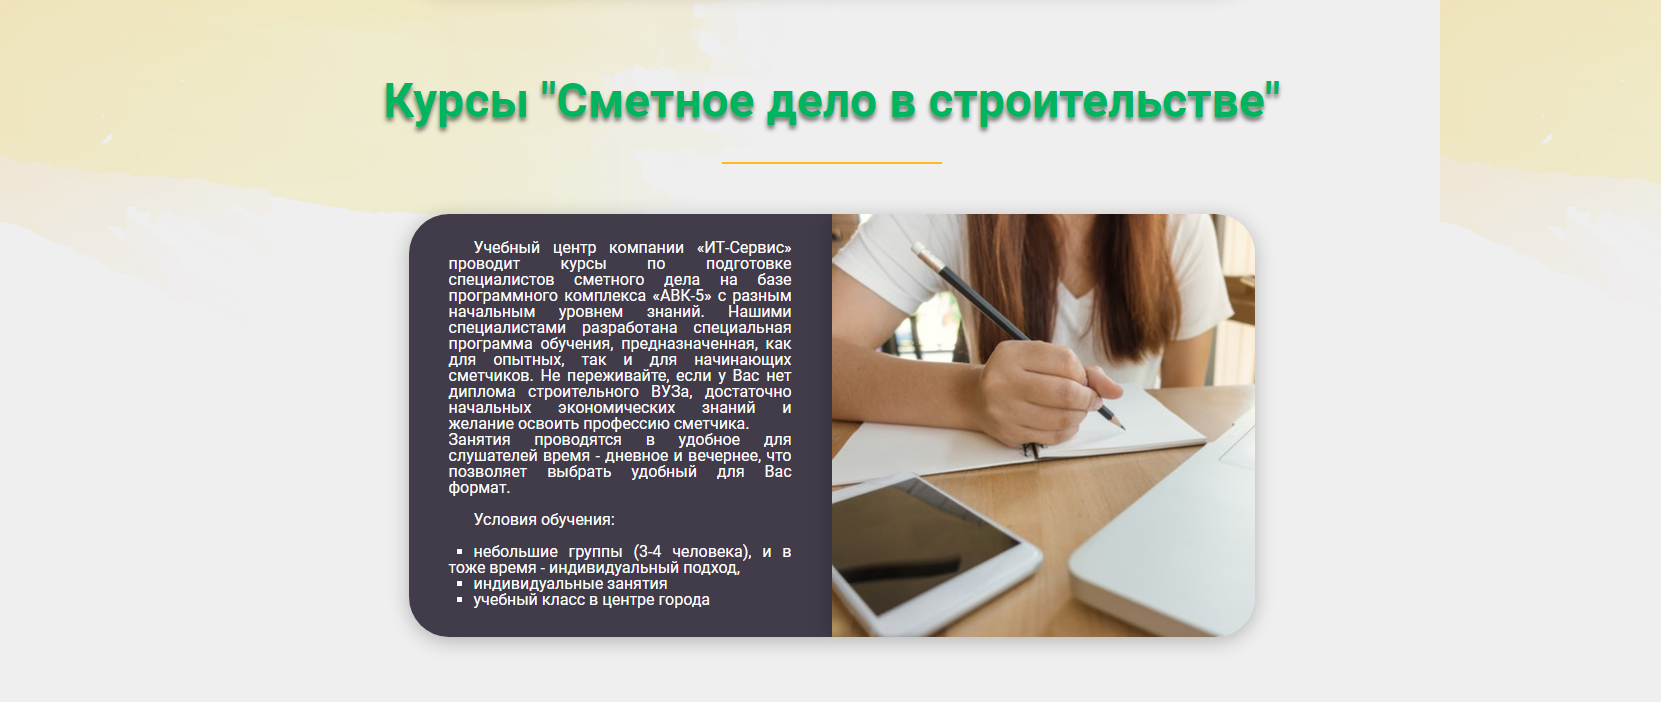 Курсы "Сметное дело в строительстве"
Учебный центр компании «ИТ-Сервис»
проводит курсы по подготовке
специалистов сметного дела на базе
программного комплекса «АВК-5» с разным
начальным уровнем знаний. Нашими
специалистами разработана специальная
программа обучения, предназначенная, как
для опытных, так и для начинающих
сметчиков. Не переживайте, если у Вас нет
диплома строительного ВУЗа, достаточно
начальных экономических знаний и
желание освоить профессию сметчика.
Занятия проводятся в удобное для
слушателей время - дневное и вечернее, что
позволяет выбрать удобный для Вас
формат.
Условия обучения:
▪ небольшие группы (3-4 человека), и в
тоже время - индивидуальный подход,
▪ индивидуальные занятия
▪ учебный класс в центре города